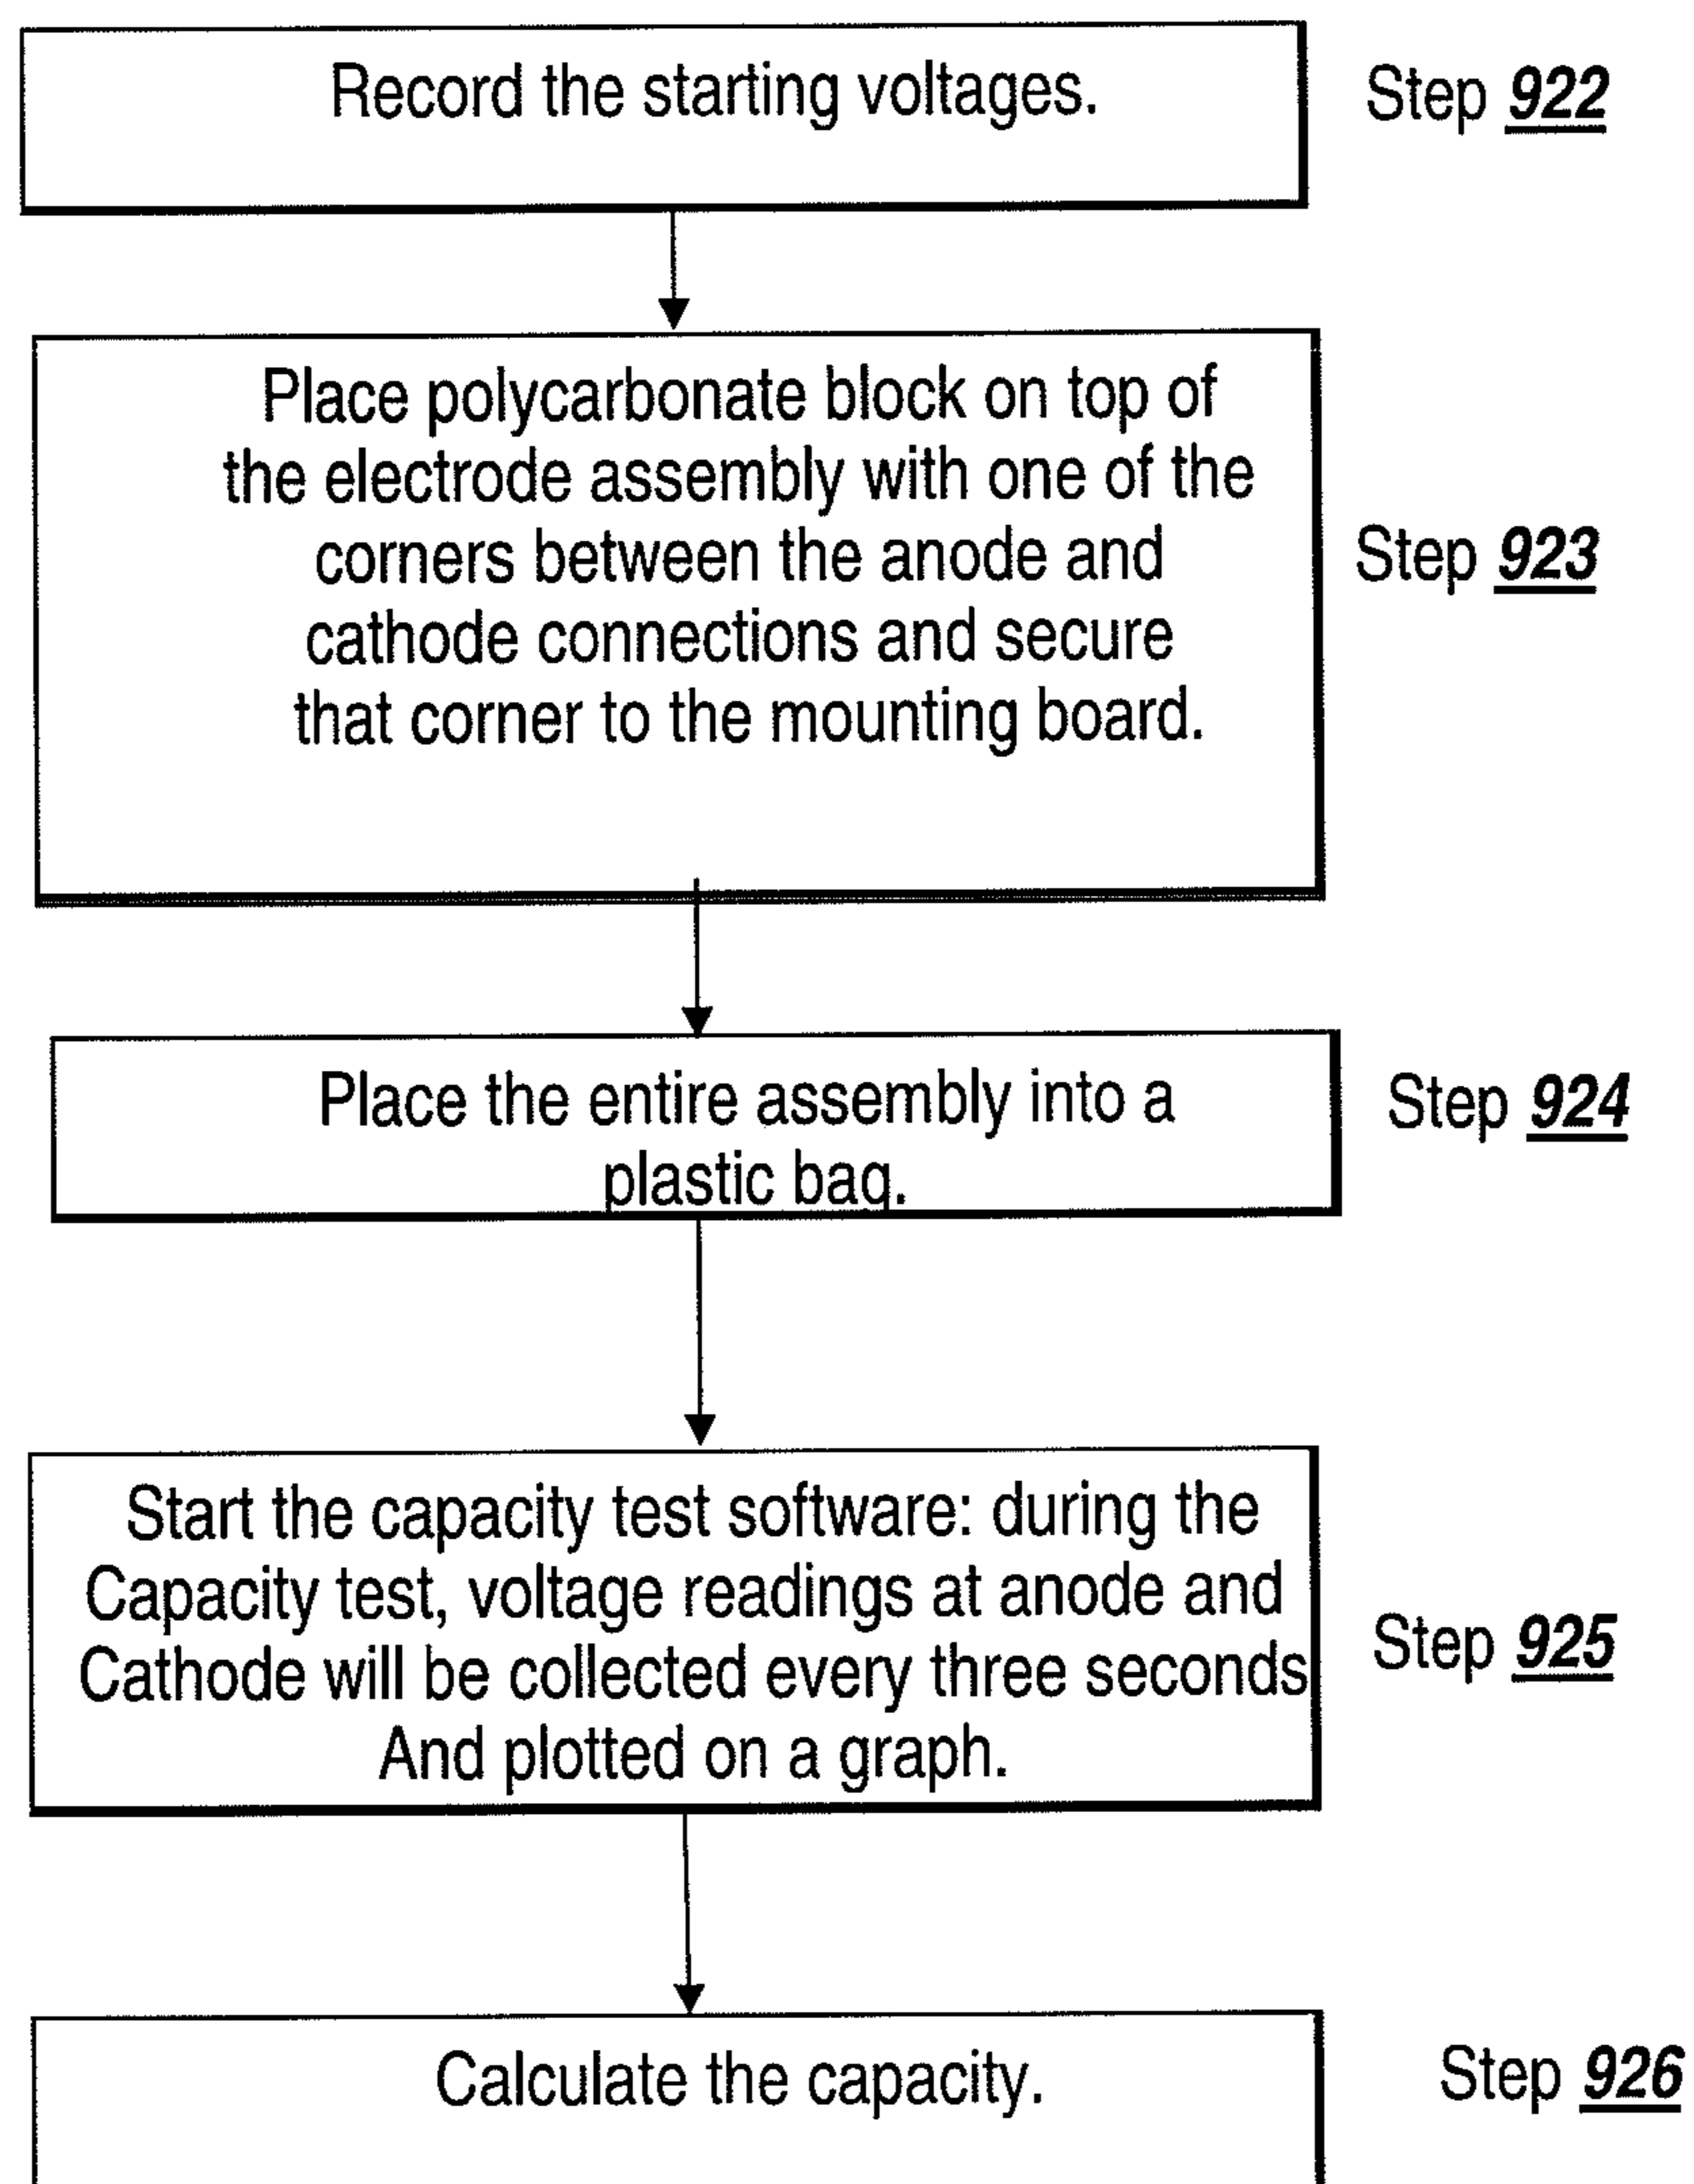 Record the starting voltages.
Step 922
Place polycarbonate block on top of
the electrode assembly with one of the
corners between the anode and
cathode connections and secure
that corner to the mounting board.
Step 923
Place the entire assembly into a
plastic bag.
Step 924
Start the capacity test software: during the
Capacity test, voltage readings at anode and
Cathode will be collected every three seconds
And plotted on a graph.
Step 925
Calculate the capacity.
Step 926